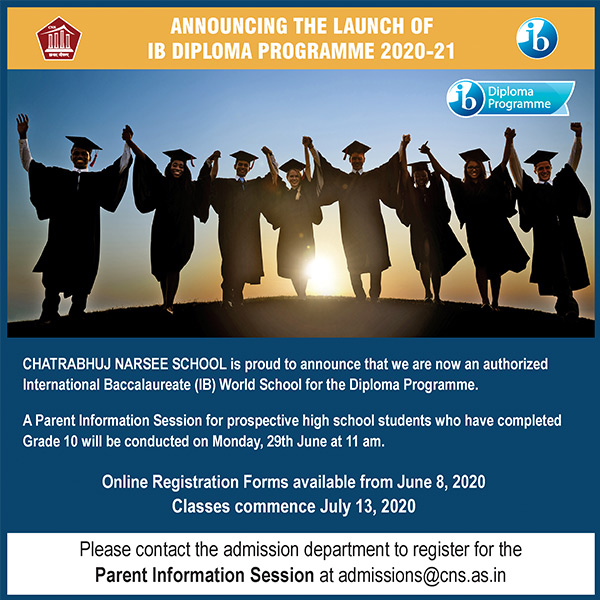 ANNOUNCING THE LAUNCH OF
IB DIPLOMA PROGRAMME 2020-21
CNS
ib
ib Diploma
Programme
CHATRABHUJ NARSEE SCHOOL is proud to announce that we are now an authorized
International Baccalaureate (IB) World School for the Diploma Programme.
A Parent Information Session for prospective high school students who have completed
Grade 10 will be conducted on Monday, 29th June at 11 am.
Online Registration Forms available from June 8, 2020
Classes commence July 13, 2020
Please contact the admission department to register for the
Parent Information Session at admissions@cns.as.in